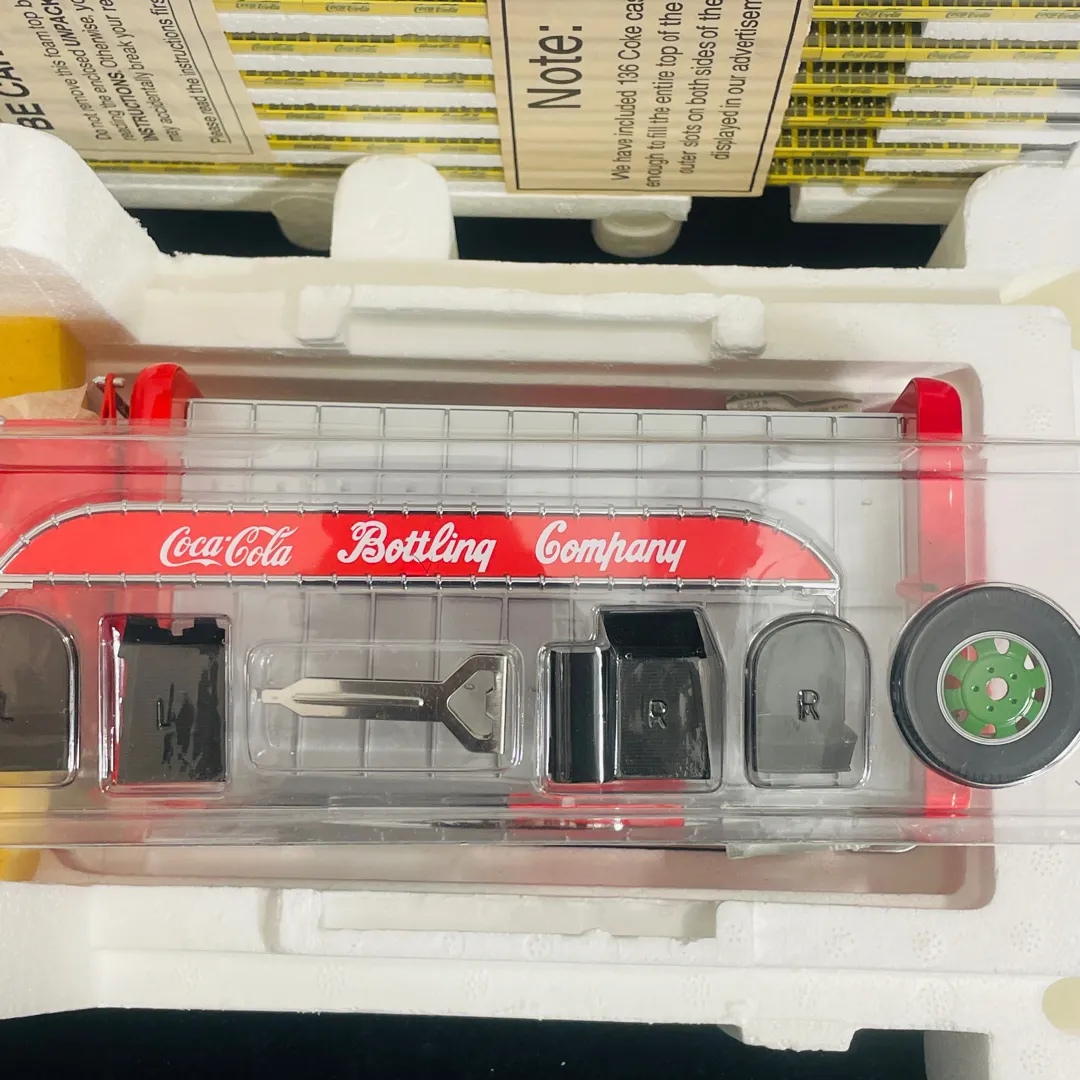 BE CAR
Do not remove this foam top b
reading the enclosed UNPACK
INSTRUCTIONS. Otherwise, yo
may accidentally break your re
Please read the instructions firs
Note:
We have included 136 Coke cas
enough to fill the entire top of the
outer slots on both sides of the
displayed in our advertisem
Coca-Cola Bottling Company
L
R
R